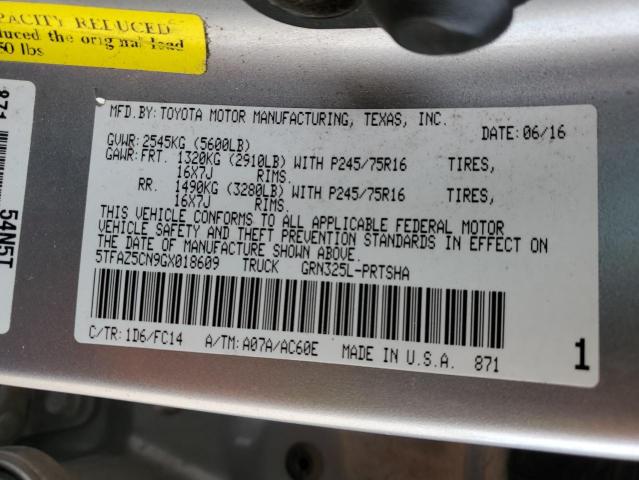 PACITY REDUCED
duced the original load
50 lbs
871
54N5T
MFD.BY:TOYOTA MOTOR MANUFACTURING, TEXAS, INC.
DATE:06/16
GVWR:2545KG (5600LB)
GAWR:FRT. 1320KG (2910LB) WITH P245/75R16 TIRES,
16X7J RIMS.
RR. 1490KG (3280LB) WITH P245/75R16 TIRES,
16X7J RIMS.
THIS VEHICLE CONFORMS TO ALL APPLICABLE FEDERAL MOTOR
VEHICLE SAFETY AND THEFT PREVENTION STANDARDS IN EFFECT ON
THE DATE OF MANUFACTURE SHOWN ABOVE.
5TFAZ5CN9GX018609 TRUCK GRN325L-PRTSHA
C/TR:1D6/FC14 A/TM:A07A/AC60E MADE IN U.S.A. 871
1